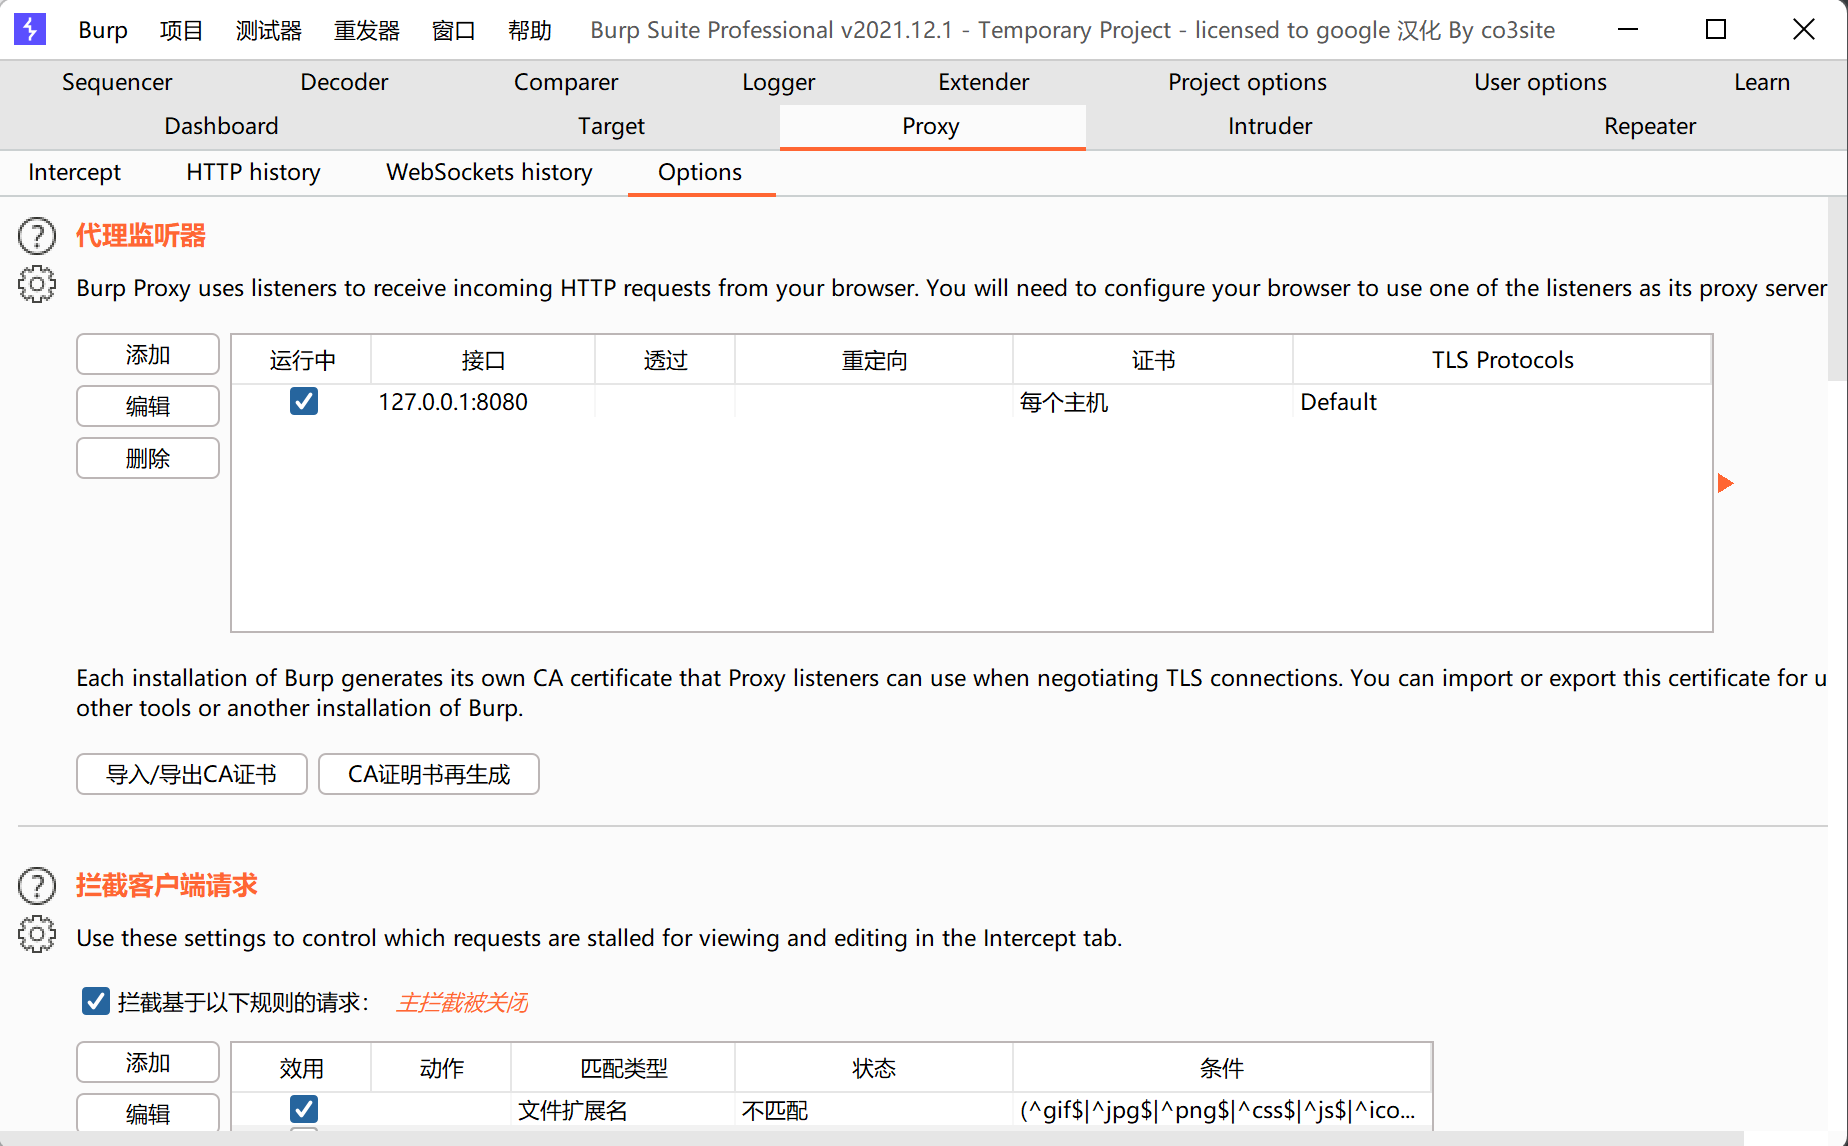 Burp 项目 测试器 重发器 窗口 帮助 Burp Suite Professional v2021.12.1 - Temporary Project - licensed to google 汉化 By co3site
Sequencer Decoder Comparer Logger Extender Project options User options Learn
Dashboard Target Proxy Intruder Repeater
Intercept HTTP history WebSockets history Options
代理监听器
Burp Proxy uses listeners to receive incoming HTTP requests from your browser. You will need to configure your browser to use one of the listeners as its proxy server
添加 运行中 接口 透过 重定向 证书 TLS Protocols
127.0.0.1:8080 每个主机 Default
编辑
删除
Each installation of Burp generates its own CA certificate that Proxy listeners can use when negotiating TLS connections. You can import or export this certificate for u
other tools or another installation of Burp.
导入/导出CA证书 CA证明书再生成
拦截客户端请求
Use these settings to control which requests are stalled for viewing and editing in the Intercept tab.
拦截基于以下规则的请求： 主拦截被关闭
添加 效用 动作 匹配类型 状态 条件
编辑 文件扩展名 不匹配 (^gif$|^jpg$|^png$|^css$|^js$|^ico...